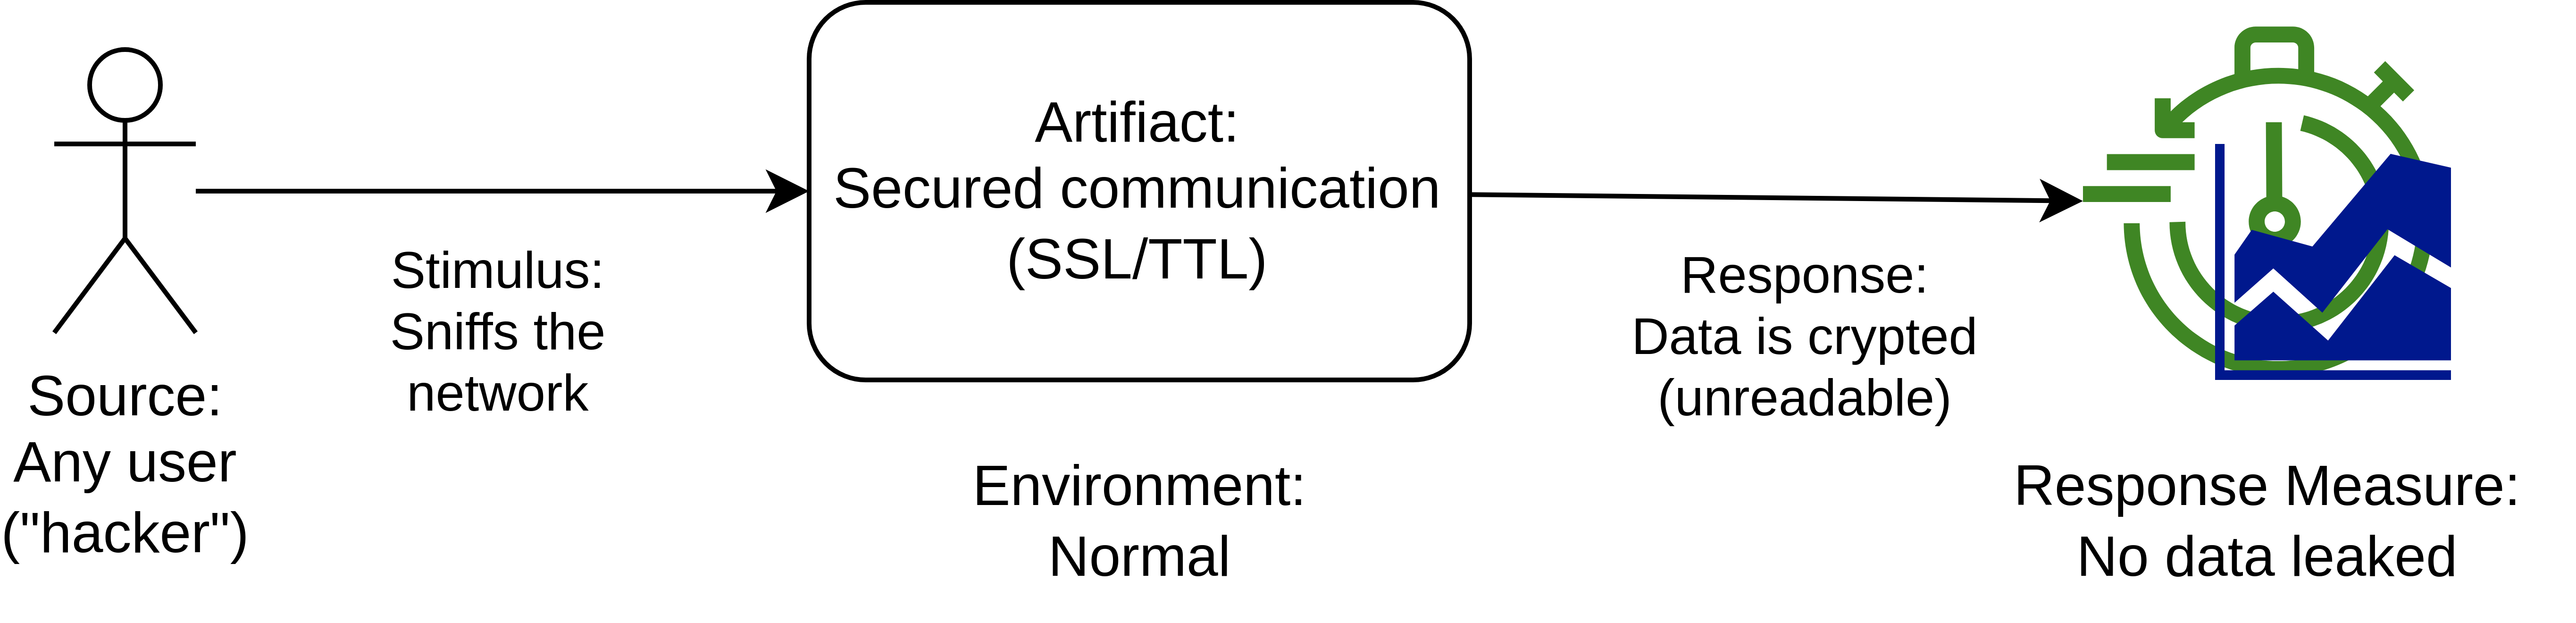 Source:
Any user
("hacker")
Stimulus:
Sniffs the
network
Artifiact:
Secured communication
(SSL/TTL)
Environment:
Normal
Response:
Data is crypted
(unreadable)
Response Measure:
No data leaked